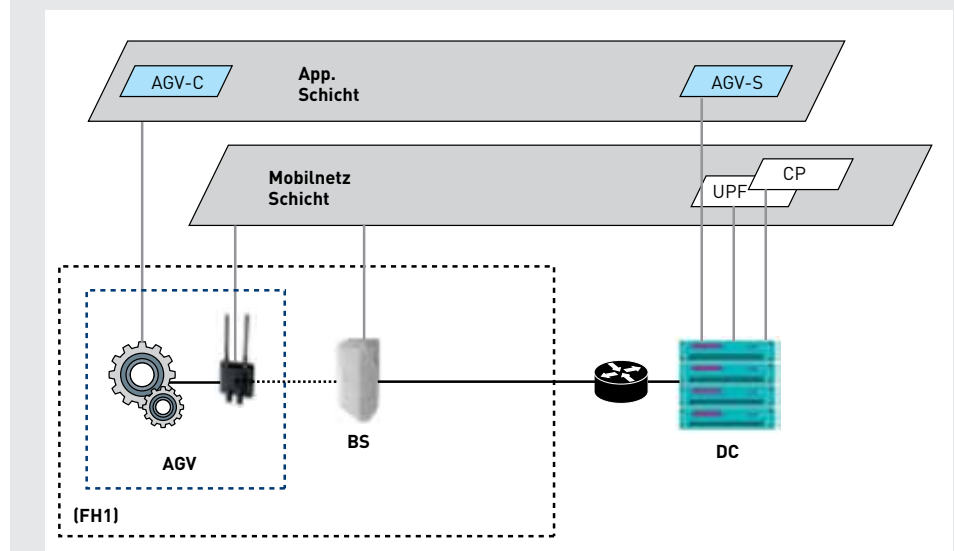 AGV-C
App.
Schicht
AGV-S
Mobilnetz
Schicht
CP
UPF
BS
AGV
DC
(FH1)